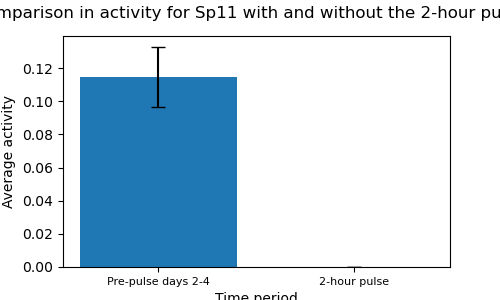 comparison in activity for Sp11 with and without the 2-hour pu
Average activity
0.12
0.10
0.08
0.06
0.04
0.02
0.00
Pre-pulse days 2-4
2-hour pulse
Time period